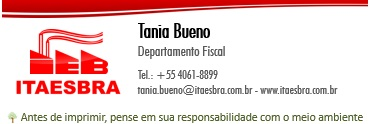 Tania Bueno
Departamento Fiscal
Tel.: +55 4061-8899
tania.bueno@itaesbra.com.br - www.itaesbra.com.br
IEB
ITAESBRA
Antes de imprimir, pense em sua responsabilidade com o meio ambiente